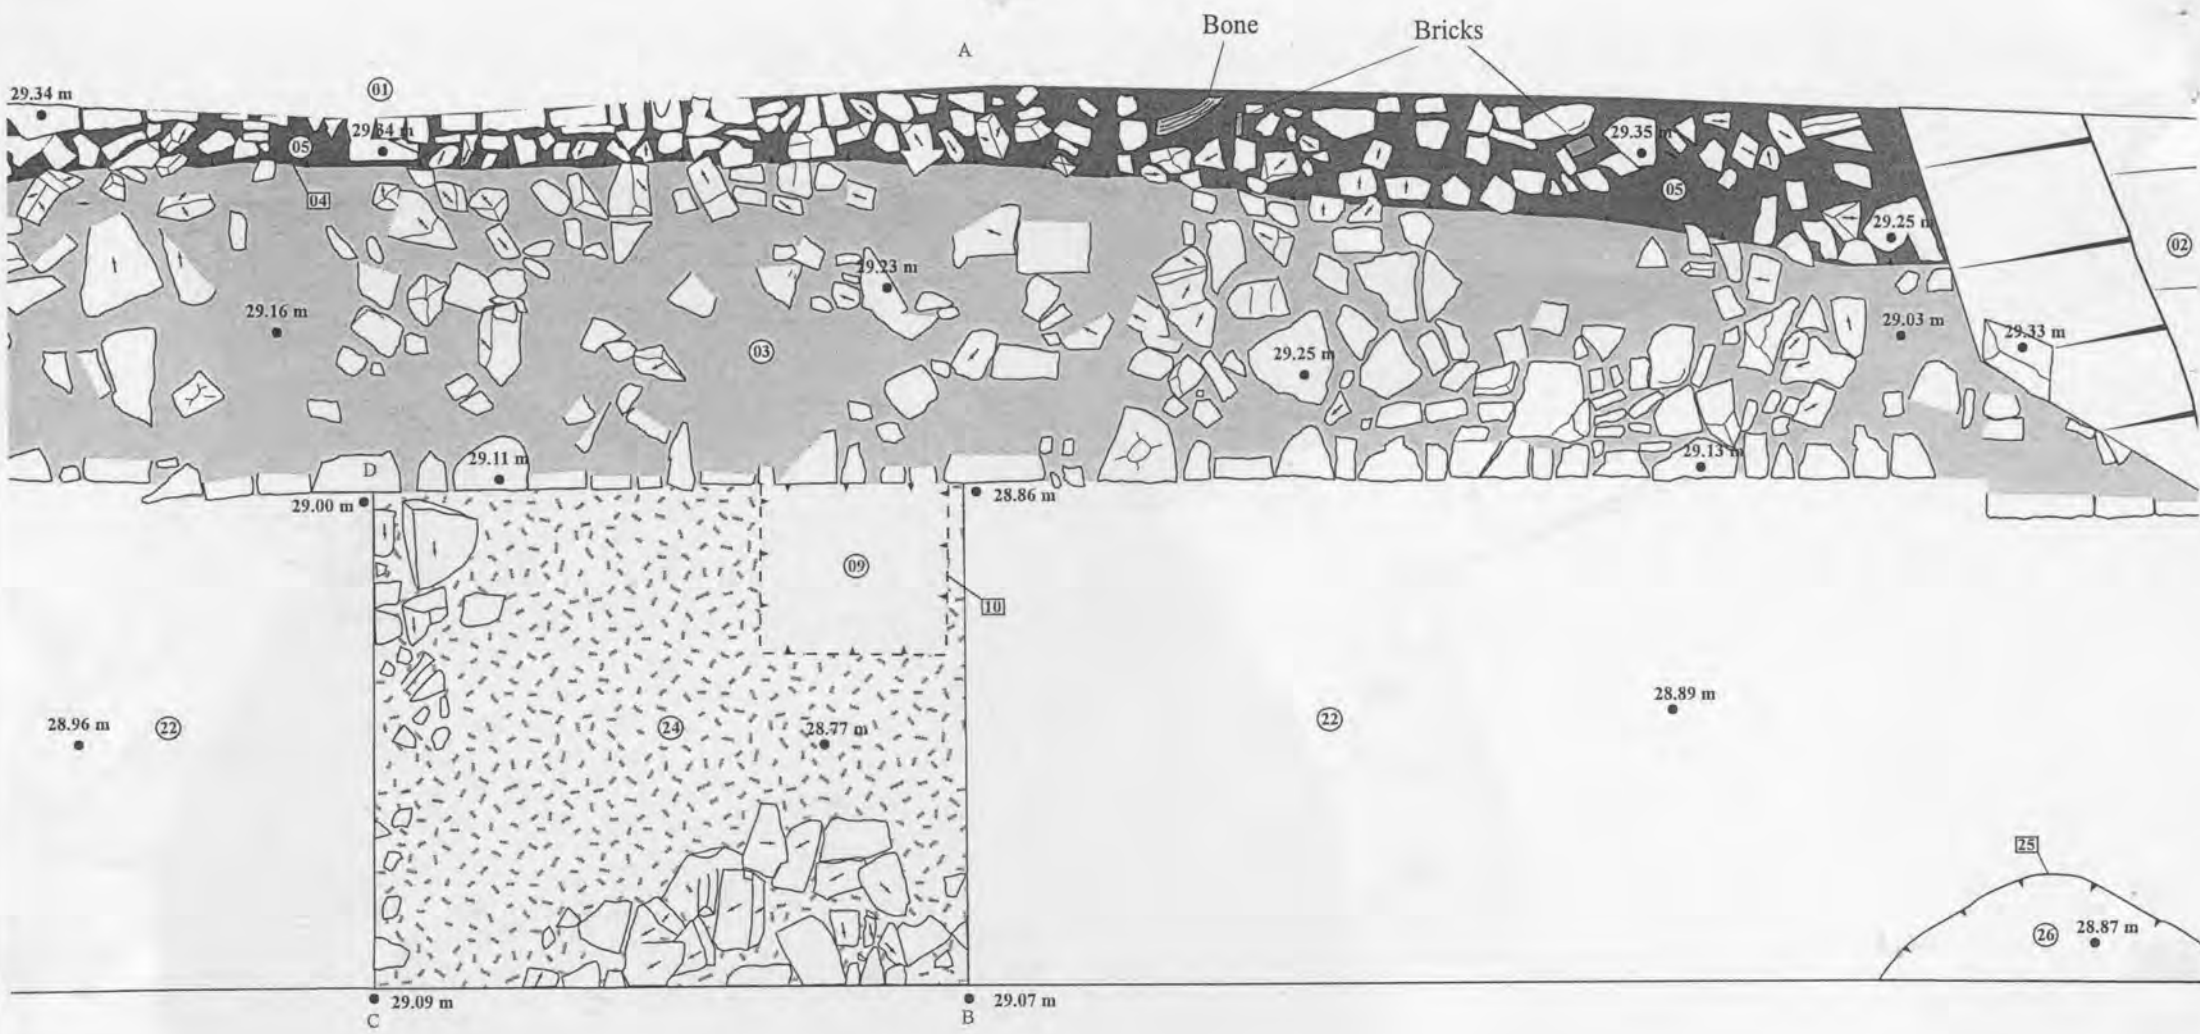 Bone
Bricks
A
29.34 m
01
29.34 m
05
04
29.35 m
05
29.25 m
02
29.23 m
29.16 m
03
29.25 m
29.03 m
29.33 m
29.11 m
29.13 m
D
29.00 m
28.86 m
09
10
28.96 m
22
24
28.77 m
22
28.89 m
25
26
28.87 m
29.09 m
C
29.07 m
B